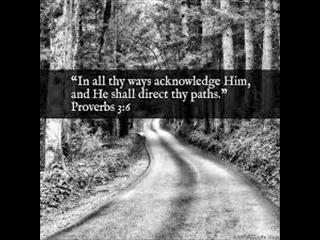 “In all thy ways acknowledge Him,
and He shall direct thy paths.”
Proverbs 3:6